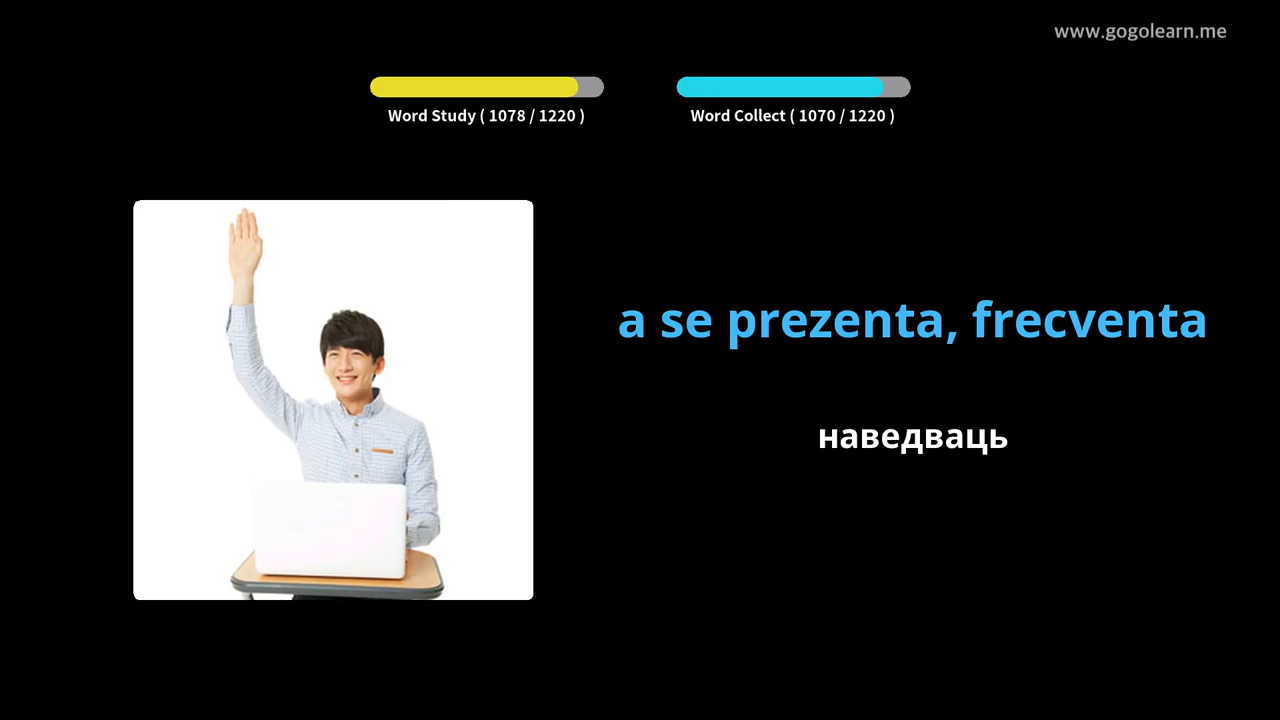 www.gogolearn.me
Word Study ( 1078 / 1220 )
Word Collect ( 1070 / 1220 )
a se prezenta, frecventa
наведваць